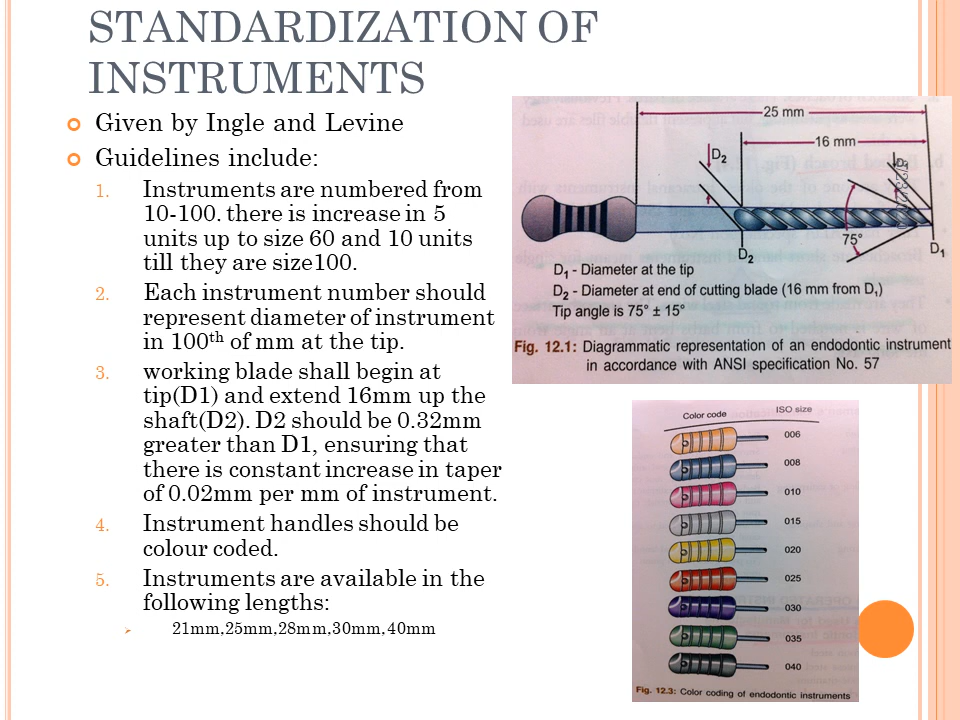 STANDARDIZATION OF
INSTRUMENTS
Given by Ingle and Levine
Guidelines include:
1. Instruments are numbered from
10-100. there is increase in 5
units up to size 60 and 10 units
till they are size100.
2. Each instrument number should
represent diameter of instrument
in 100th of mm at the tip.
3. working blade shall begin at
tip(D1) and extend 16mm up the
shaft(D2). D2 should be 0.32mm
greater than D1, ensuring that
there is constant increase in taper
of 0.02mm per mm of instrument.
4. Instrument handles should be
colour coded.
5. Instruments are available in the
following lengths:
21mm,25mm,28mm,30mm,40mm
25 mm
16 mm
D2
D2
75°
D1
D1 - Diameter at the tip
D2 - Diameter at end of cutting blade (16 mm from D1)
Tip angle is 75° ± 15°
Fig. 12.1: Diagrammatic representation of an endodontic instrument
in accordance with ANSI specification No. 57
Color code ISO size
006
008
010
015
020
025
030
035
040
Fig. 12.3: Color coding of endodontic instruments